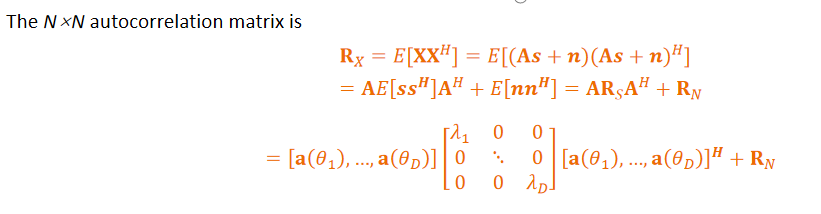 The N×N autocorrelation matrix is
R_X = E[XX^H] = E[(As + n)(As + n)^H]
= AE[ss^H]A^H + E[nn^H] = AR_SA^H + R_N
= [a(θ_1), …, a(θ_D)] [λ_1 0 0; 0 ⋱ 0; 0 0 λ_D] [a(θ_1), …, a(θ_D)]^H + R_N